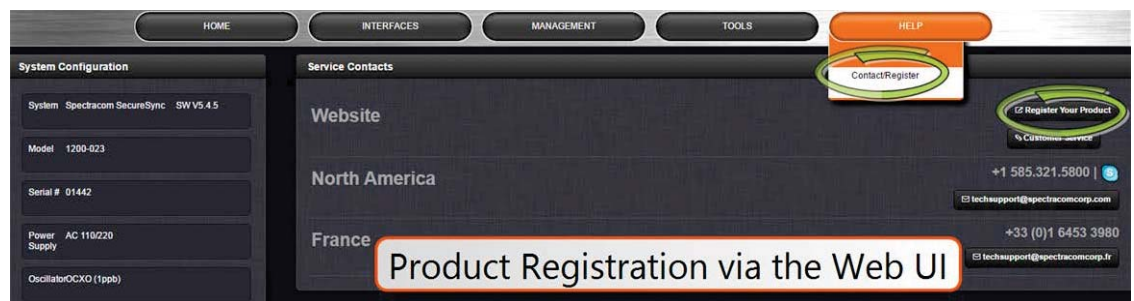 HOME INTERFACES MANAGEMENT TOOLS HELP
Contact/Register
System Configuration
System Spectracom SecureSync SW V5.4.5
Model 1200-023
Serial # 01442
Power Supply AC 110/220
OscillatorOCXO (1ppb)
Service Contacts
Website
Register Your Product
Customer Service
North America
+1 585.321.5800 |
techsupport@spectracomcorp.com
France
+33 (0)1 6453 3980
techsupport@spectracomcorp.fr
Product Registration via the Web UI